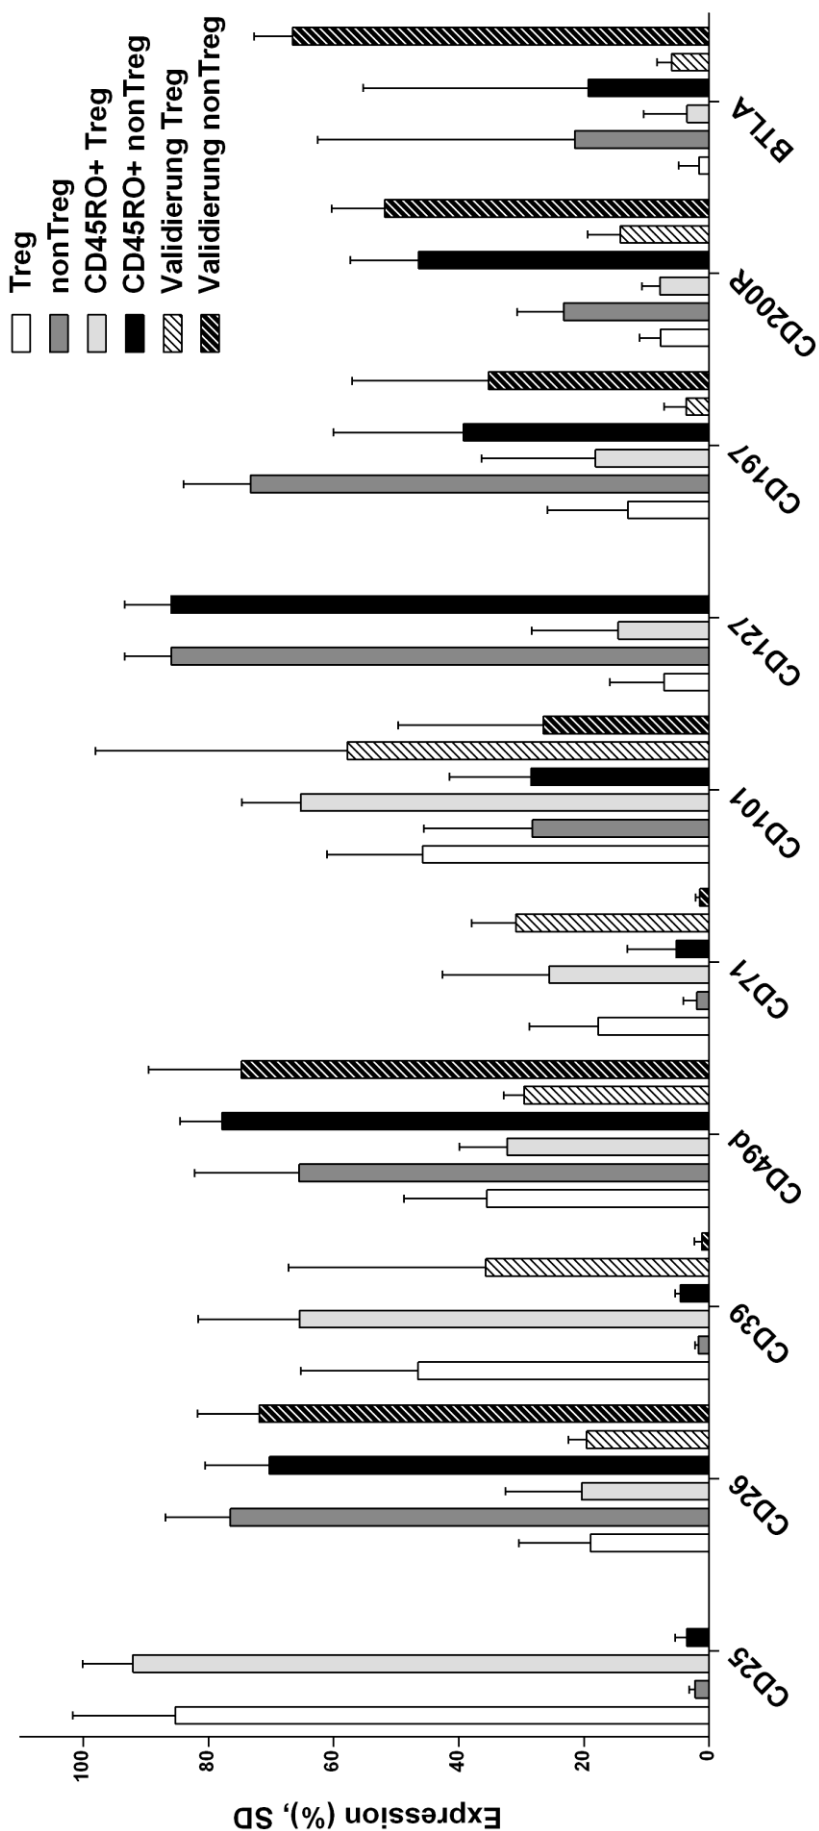 Treg
nonTreg
CD45RO+ Treg
CD45RO+ nonTreg
Validierung Treg
Validierung nonTreg
Expression (%), SD
100
80
60
40
20
0
CD25
CD26
CD39
CD49d
CD71
CD101
CD127
CD197
CD200R
BTLA